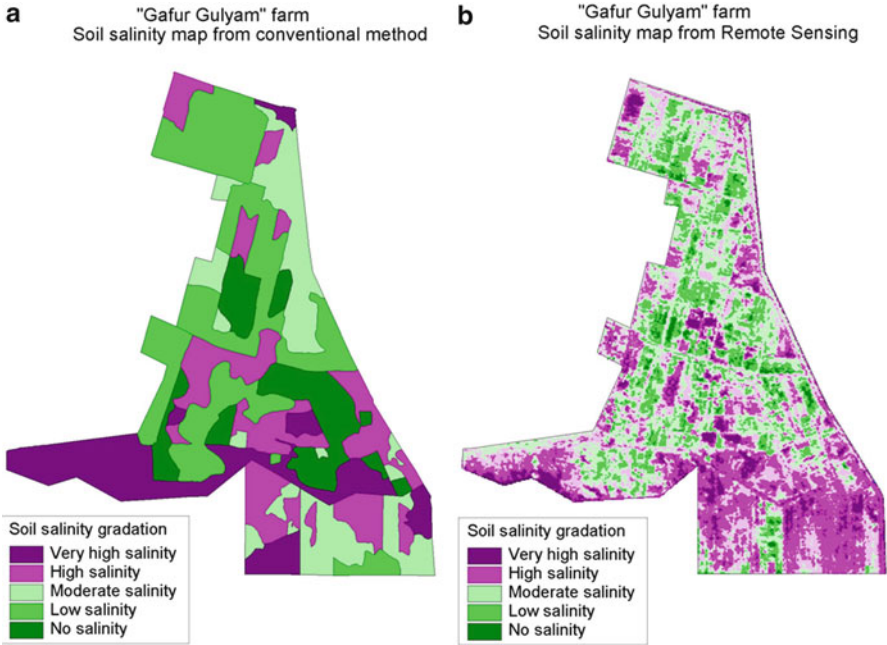 a
"Gafur Gulyam" farm
Soil salinity map from conventional method
Soil salinity gradation
Very high salinity
High salinity
Moderate salinity
Low salinity
No salinity
b
"Gafur Gulyam" farm
Soil salinity map from Remote Sensing
Soil salinity gradation
Very high salinity
High salinity
Moderate salinity
Low salinity
No salinity